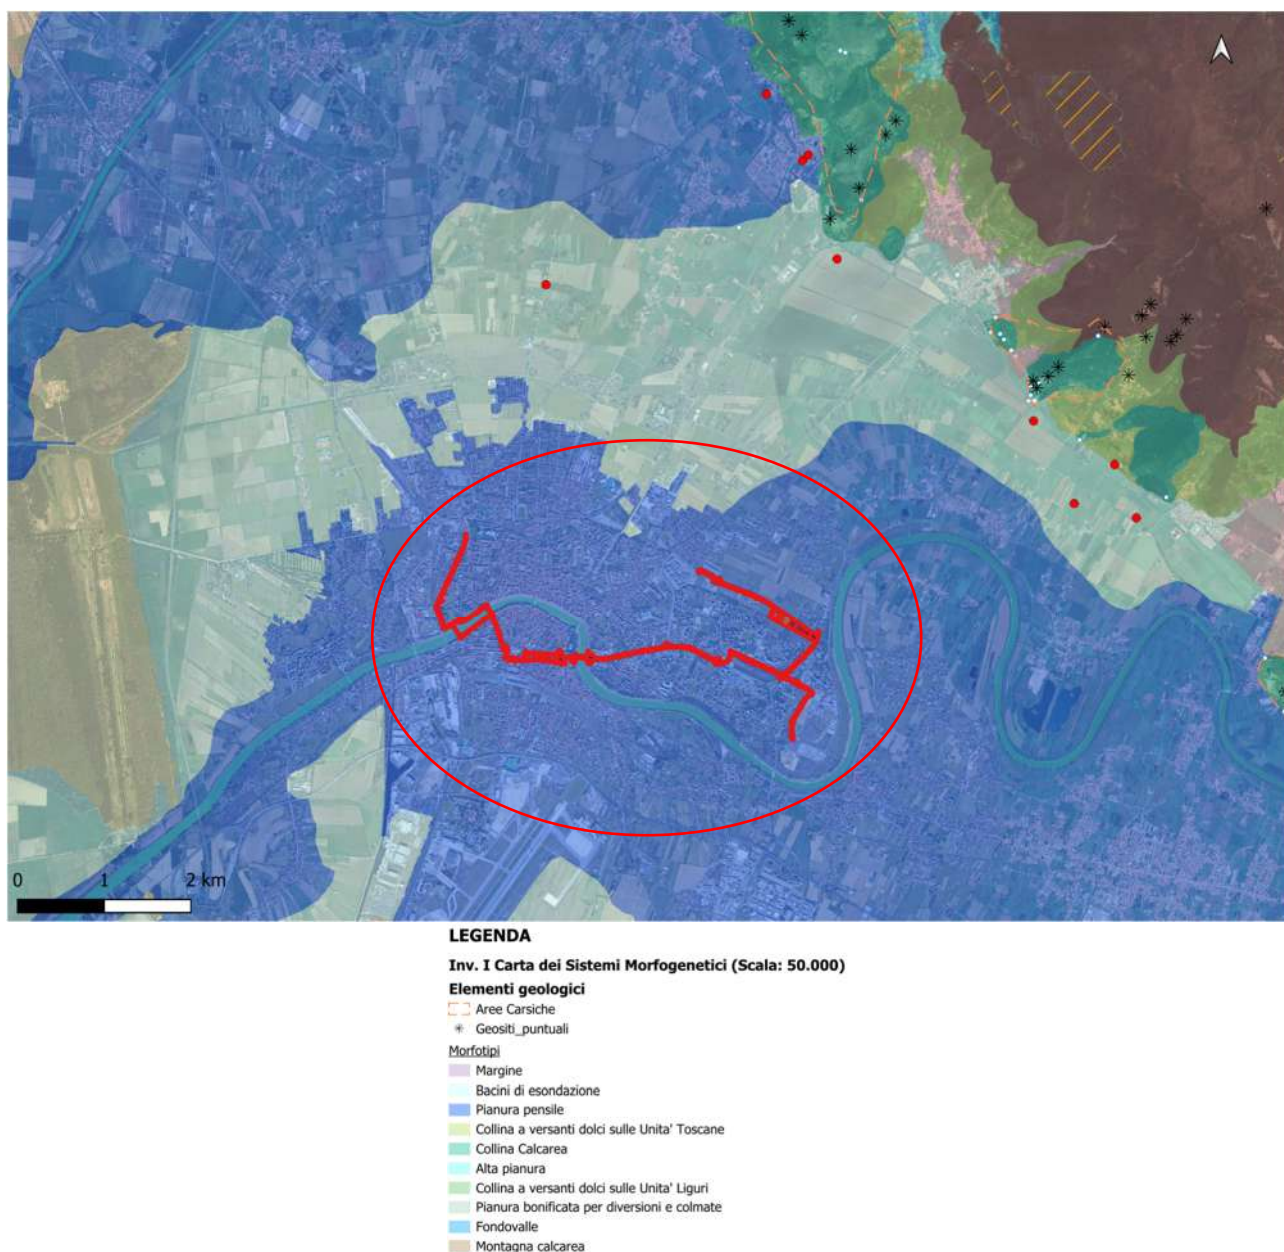 0 1 2 km
LEGENDA
Inv. I Carta dei Sistemi Morfogenetici (Scala: 50.000)
Elementi geologici
Aree Carsiche
Geositi_puntuali
Morfotipi
Margine
Bacini di esondazione
Pianura pensile
Collina a versanti dolci sulle Unita' Toscane
Collina Calcarea
Alta pianura
Collina a versanti dolci sulle Unita' Liguri
Pianura bonificata per diversioni e colmate
Fondovalle
Montagna calcarea